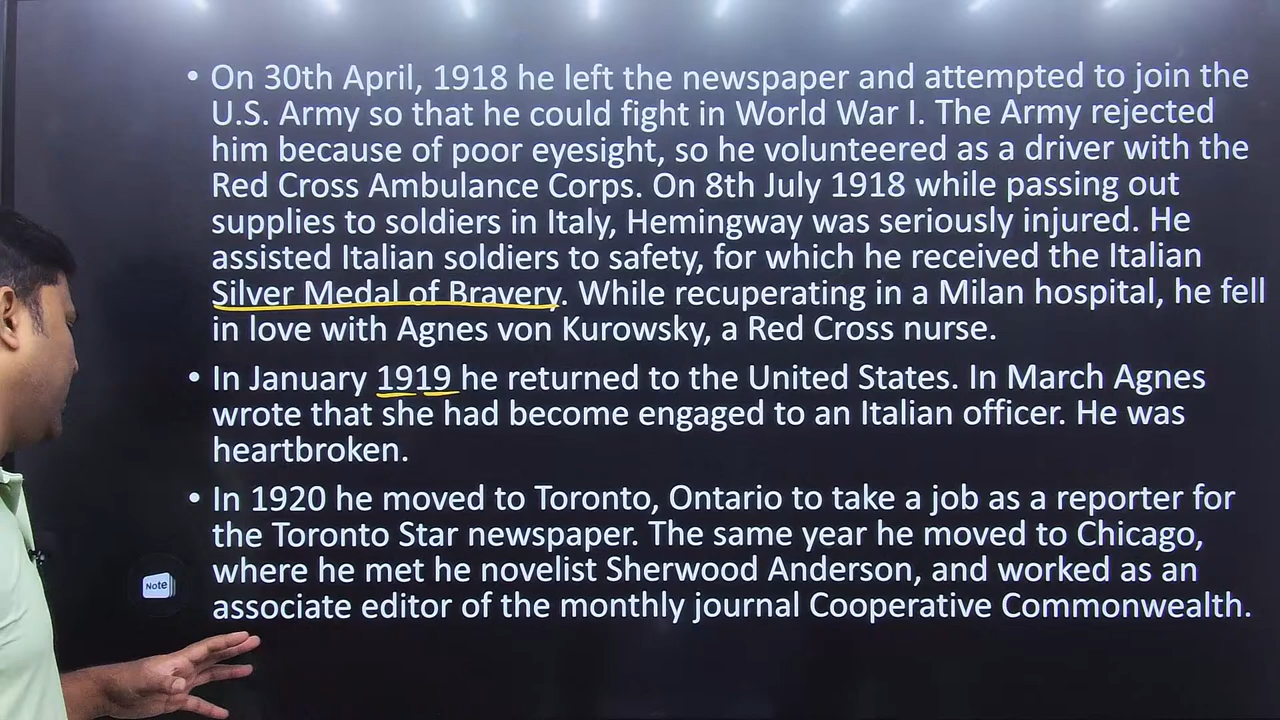 • On 30th April, 1918 he left the newspaper and attempted to join the
U.S. Army so that he could fight in World War I. The Army rejected
him because of poor eyesight, so he volunteered as a driver with the
Red Cross Ambulance Corps. On 8th July 1918 while passing out
supplies to soldiers in Italy, Hemingway was seriously injured. He
assisted Italian soldiers to safety, for which he received the Italian
Silver Medal of Bravery. While recuperating in a Milan hospital, he fell
in love with Agnes von Kurowsky, a Red Cross nurse.
• In January 1919 he returned to the United States. In March Agnes
wrote that she had become engaged to an Italian officer. He was
heartbroken.
• In 1920 he moved to Toronto, Ontario to take a job as a reporter for
the Toronto Star newspaper. The same year he moved to Chicago,
where he met he novelist Sherwood Anderson, and worked as an
associate editor of the monthly journal Cooperative Commonwealth.
Note